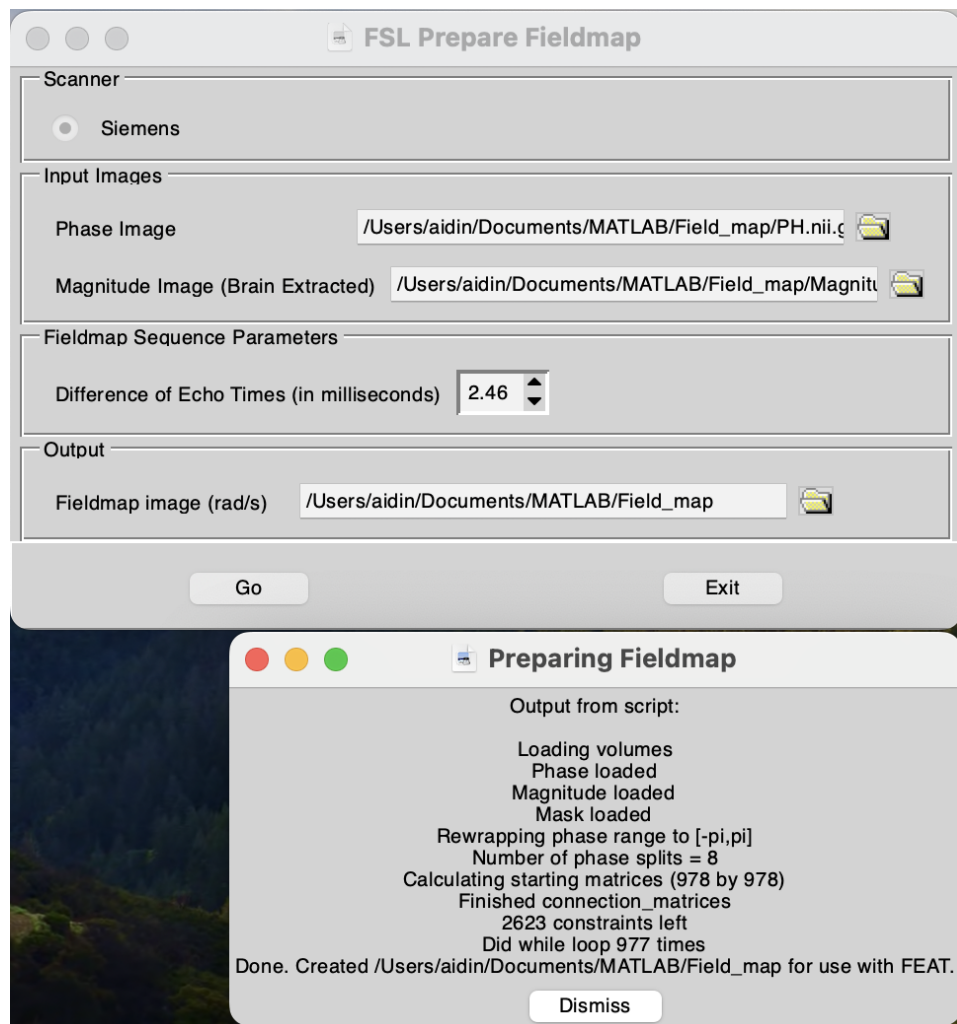 FSL Prepare Fieldmap
Scanner
Siemens
Input Images
Phase Image /Users/aidin/Documents/MATLAB/Field_map/PH.nii.g
Magnitude Image (Brain Extracted) /Users/aidin/Documents/MATLAB/Field_map/Magnitu
Fieldmap Sequence Parameters
Difference of Echo Times (in milliseconds) 2.46
Output
Fieldmap image (rad/s) /Users/aidin/Documents/MATLAB/Field_map
Go Exit
Preparing Fieldmap
Output from script:
Loading volumes
Phase loaded
Magnitude loaded
Mask loaded
Rewrapping phase range to [-pi,pi]
Number of phase splits = 8
Calculating starting matrices (978 by 978)
Finished connection_matrices
2623 constraints left
Did while loop 977 times
Done. Created /Users/aidin/Documents/MATLAB/Field_map for use with FEAT.
Dismiss